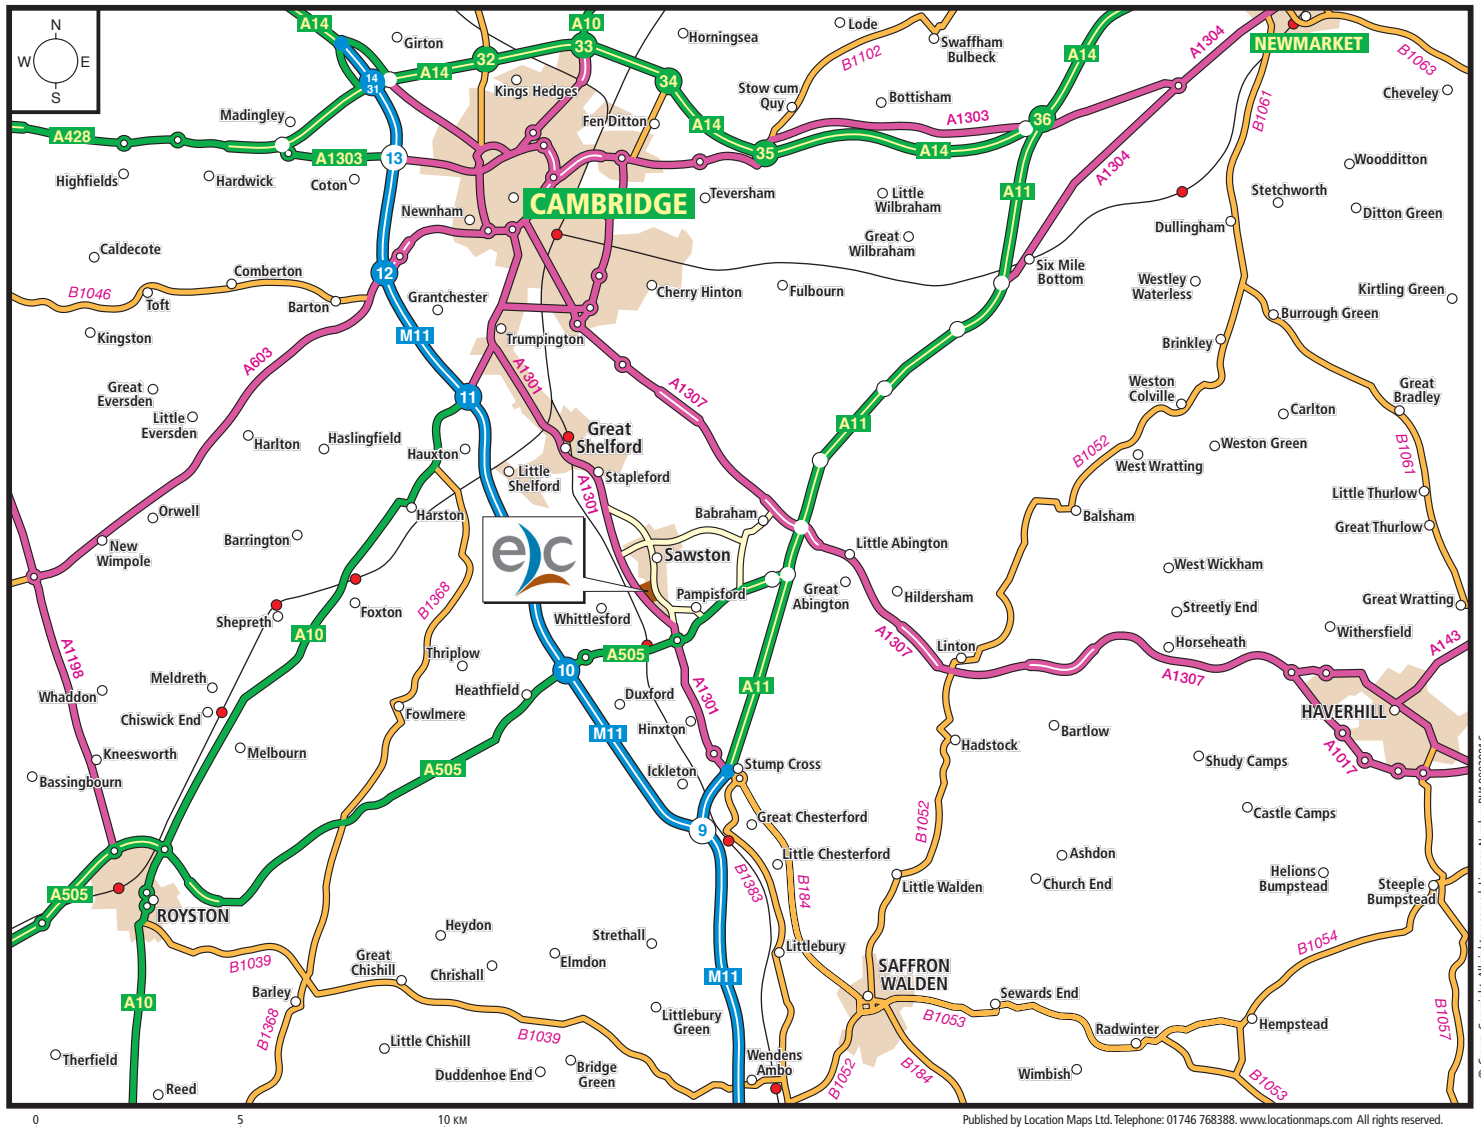 N
W E
S
A14
Girton
A10
33
32
A14
Kings Hedges
Horningsea
Lode
Swaffham
Bulbeck
B1102
A14
A1304
NEWMARKET
B1063
Cheveley
14
31
34
Stow cum
Quy
Bottisham
B1061
Madingley
Fen Ditton
A14
A1303
36
A428
A1303
13
35
A14
A1304
Woodditton
Highfields
Hardwick
Coton
Newnham
CAMBRIDGE
Teversham
Little
Wilbraham
A11
Stetchworth
Ditton Green
Dullingham
Caldecote
Great
Wilbraham
Comberton
12
Six Mile
Bottom
B1046
Toft
Barton
Grantchester
Cherry Hinton
Fulbourn
Westley
Waterless
Kirtling Green
Burrough Green
Kingston
M11
Trumpington
Brinkley
A603
A1301
Great
Eversden
11
A1307
Weston
Colville
Great
Bradley
Little
Eversden
A11
Carlton
Harlton
Haslingfield
Hauxton
Great
Shelford
B1052
Weston Green
West Wratting
B1061
Little
Shelford
Stapleford
A1301
Orwell
Harston
Babraham
Balsham
Little Thurlow
Great Thurlow
Barrington
New
Wimpole
ejc
Sawston
Little Abington
West Wickham
B1368
Pampisford
Great
Abington
Hildersham
Great Wratting
Foxton
Shepreth
Whittlesford
Streetly End
Withersfield
A10
A1307
Linton
Horseheath
A143
A1198
Thriplow
10
A505
A1307
Meldreth
Whaddon
Heathfield
Duxford
A1301
A11
Chiswick End
Fowlmere
Hinxton
HAVERHILL
Bartlow
M11
Kneesworth
Melbourn
Hadstock
A1017
Bassingbourn
A505
Ickleton
Stump Cross
Shudy Camps
9
Great Chesterford
B1052
Castle Camps
Little Chesterford
Ashdon
B1383
B184
Church End
Helions
Bumpstead
Steeple
Bumpstead
A505
Little Walden
ROYSTON
Heydon
Strethall
Littlebury
B1054
B1039
Great
Chishill
Chrishall
Elmdon
SAFFRON
WALDEN
M11
A10
Barley
Sewards End
B1053
B1368
Littlebury
Green
Radwinter
Hempstead
B1057
B1039
Little Chishill
Therfield
Wendens
Ambo
B1052
B184
Duddenhoe End
Bridge
Green
Wimbish
B1053
Reed
0 5 10 KM
Published by Location Maps Ltd. Telephone: 01746 768388. www.locationmaps.com All rights reserved.